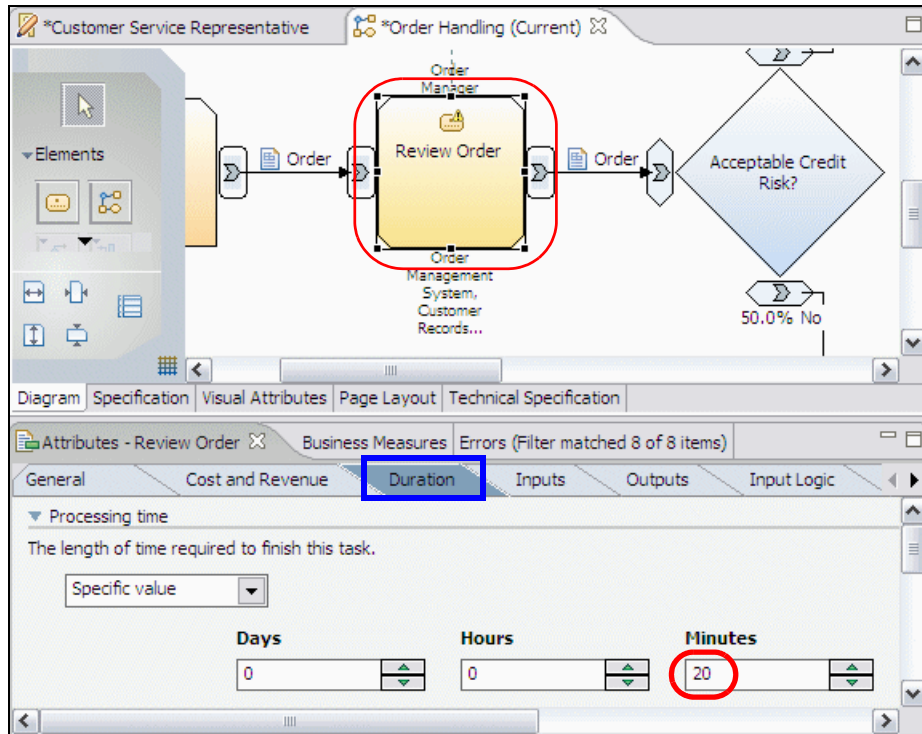 *Customer Service Representative
*Order Handling (Current)
Elements
Order
Manager
Order
Review Order
Order
Acceptable Credit
Risk?
Order
Management
System,
Customer
Records...
50.0% No
Diagram
Specification
Visual Attributes
Page Layout
Technical Specification
Attributes - Review Order
Business Measures
Errors (Filter matched 8 of 8 items)
General
Cost and Revenue
Duration
Inputs
Outputs
Input Logic
Processing time
The length of time required to finish this task.
Specific value
Days
Hours
Minutes
0
0
20